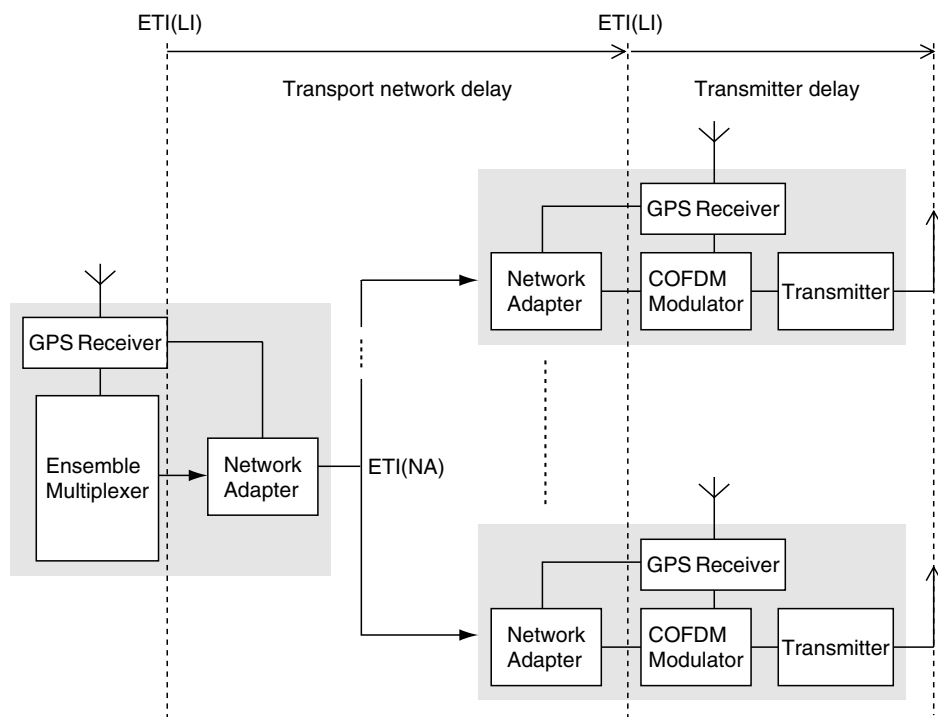 ETI(LI)
ETI(LI)
Transport network delay
Transmitter delay
GPS Receiver
Network
Adapter
COFDM
Modulator
Transmitter
GPS Receiver
Ensemble
Multiplexer
Network
Adapter
ETI(NA)
GPS Receiver
Network
Adapter
COFDM
Modulator
Transmitter